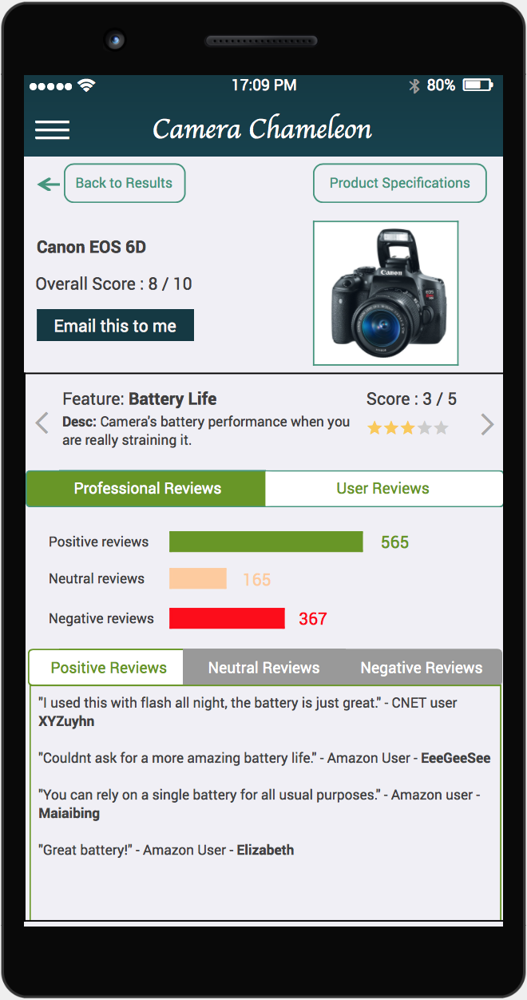 17:09 PM
80%
Camera Chameleon
Back to Results
Product Specifications
Canon EOS 6D
Overall Score : 8 / 10
Email this to me
Canon
EOS
Feature: Battery Life
Score : 3 / 5
Desc: Camera's battery performance when you
are really straining it.
Professional Reviews
User Reviews
Positive reviews
565
Neutral reviews
165
Negative reviews
367
Positive Reviews
Neutral Reviews
Negative Reviews
"I used this with flash all night, the battery is just great." - CNET user
XYZuyhn
"Couldnt ask for a more amazing battery life." - Amazon User - EeeGeeSee
"You can rely on a single battery for all usual purposes." - Amazon user -
Maiaibing
"Great battery!" - Amazon User - Elizabeth